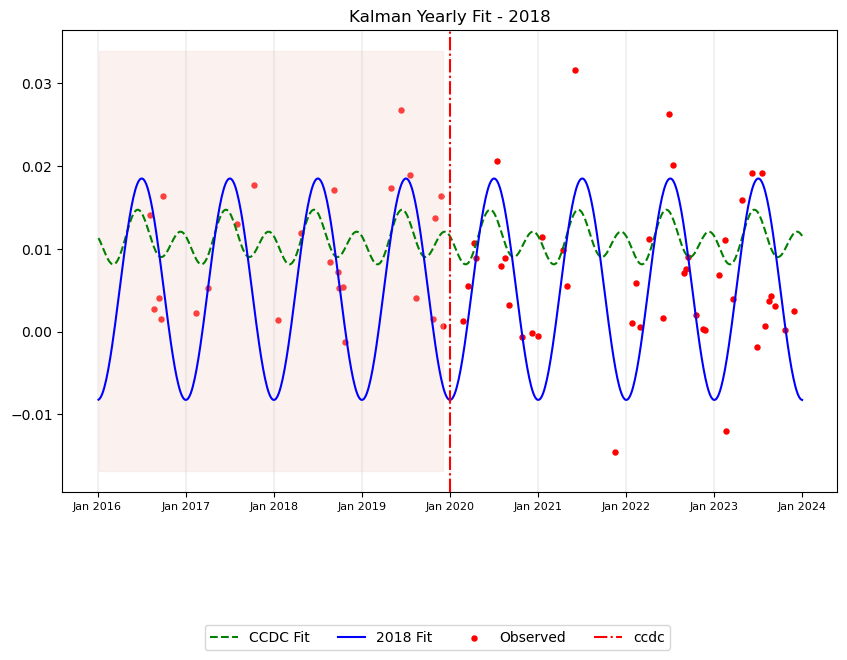 Kalman Yearly Fit - 2018
0.03
0.02
0.01
0.00
−0.01
Jan 2016 Jan 2017 Jan 2018 Jan 2019 Jan 2020 Jan 2021 Jan 2022 Jan 2023 Jan 2024
CCDC Fit 2018 Fit Observed ccdc